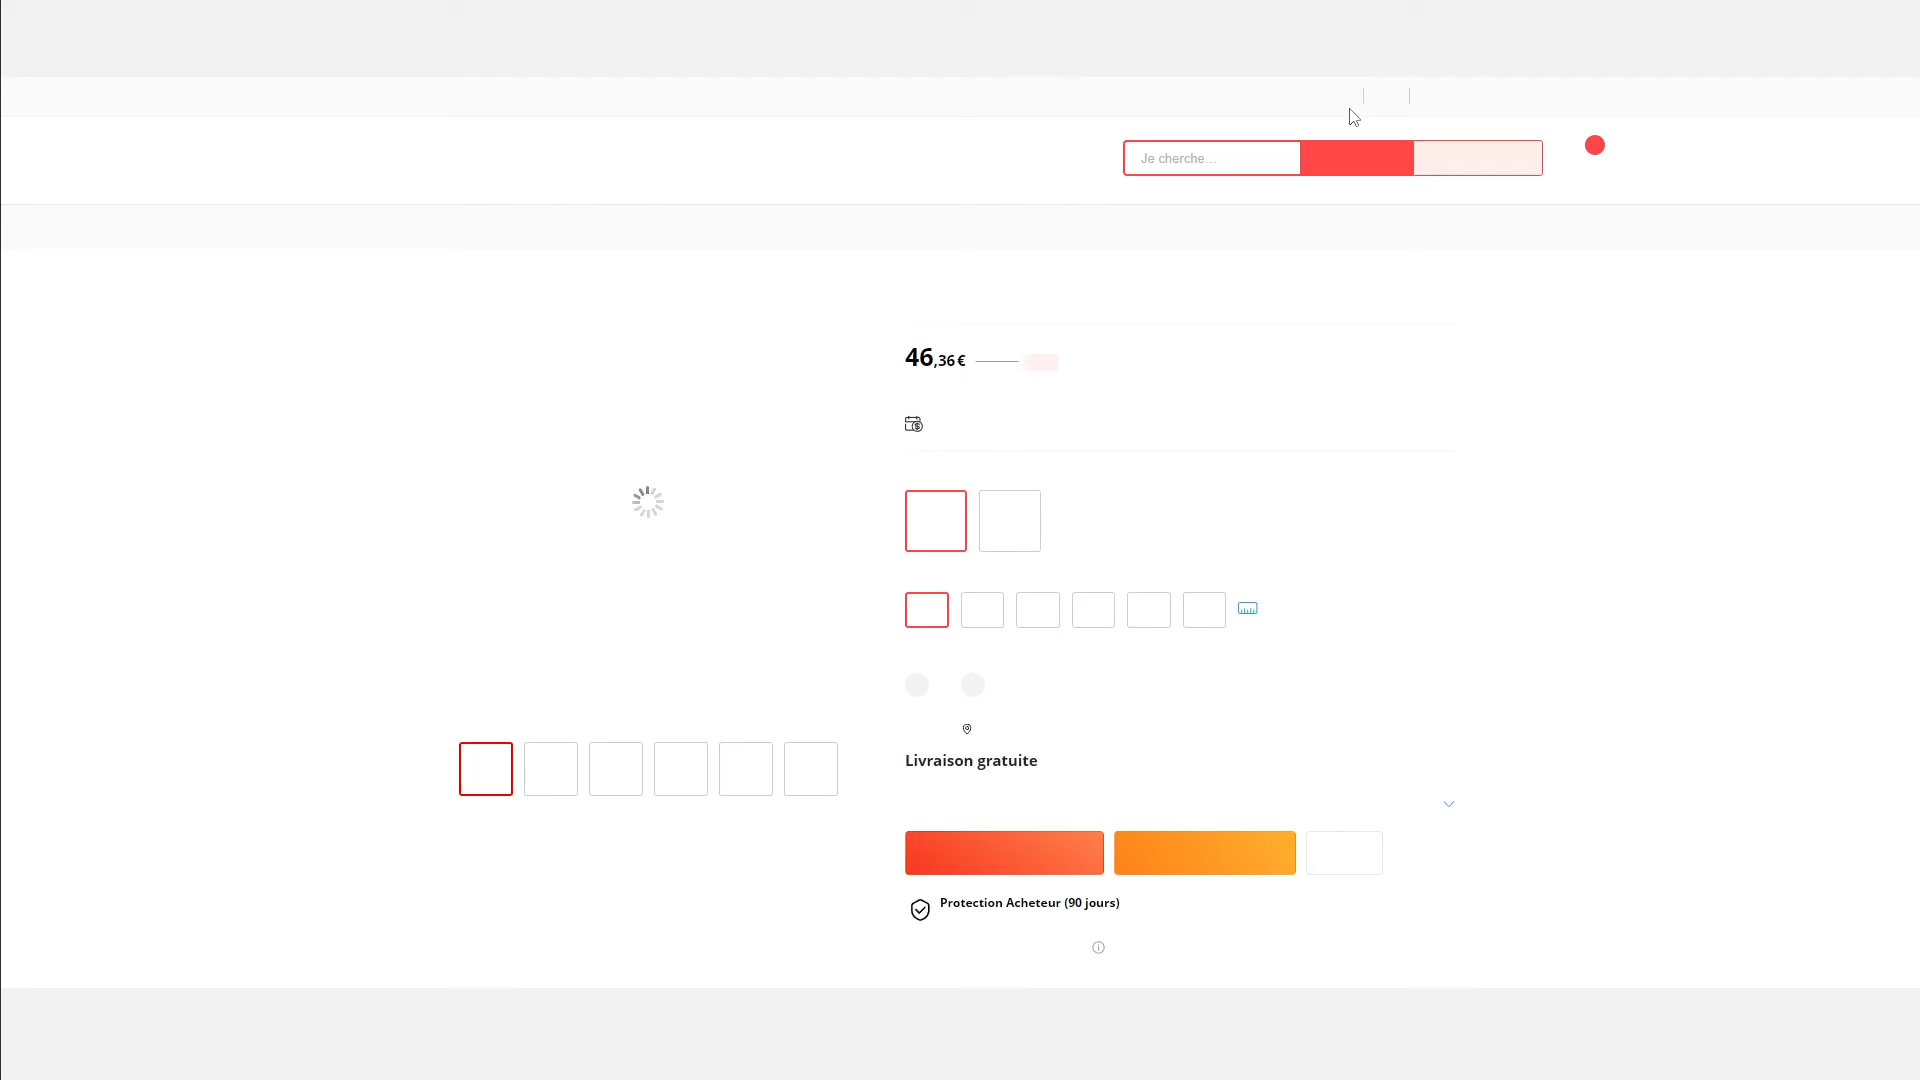 Je cherche...
46,36 €
Livraison gratuite
Protection Acheteur (90 jours)